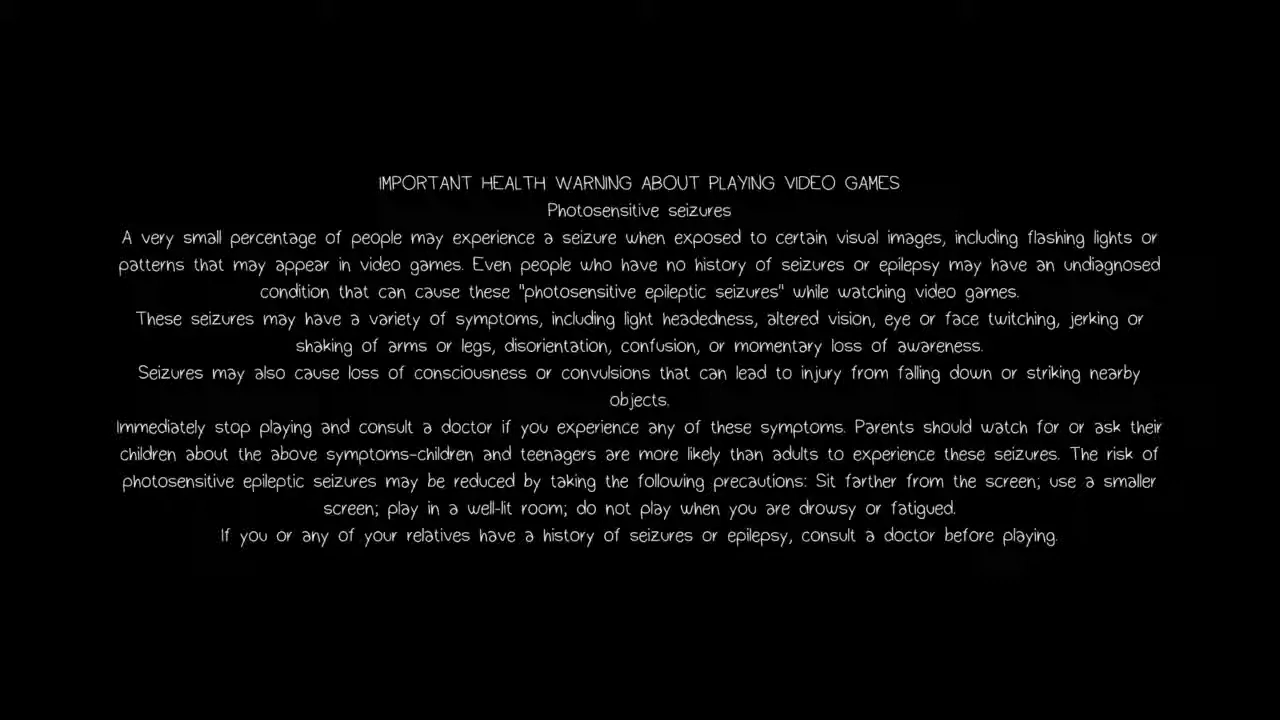 IMPORTANT HEALTH WARNING ABOUT PLAYING VIDEO GAMES
Photosensitive seizures
A very small percentage of people may experience a seizure when exposed to certain visual images, including flashing lights or
patterns that may appear in video games. Even people who have no history of seizures or epilepsy may have an undiagnosed
condition that can cause these "photosensitive epileptic seizures" while watching video games.
These seizures may have a variety of symptoms, including light headedness, altered vision, eye or face twitching, jerking or
shaking of arms or legs, disorientation, confusion, or momentary loss of awareness.
Seizures may also cause loss of consciousness or convulsions that can lead to injury from falling down or striking nearby
objects.
Immediately stop playing and consult a doctor if you experience any of these symptoms. Parents should watch for or ask their
children about the above symptoms-children and teenagers are more likely than adults to experience these seizures. The risk of
photosensitive epileptic seizures may be reduced by taking the following precautions: Sit farther from the screen; use a smaller
screen; play in a well-lit room; do not play when you are drowsy or fatigued.
If you or any of your relatives have a history of seizures or epilepsy, consult a doctor before playing.